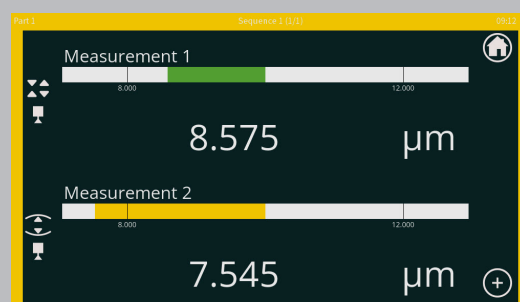 Part 1 Sequence 1 (1/1) 09:12
Measurement 1
8.000 12.000
8.575 µm
Measurement 2
8.000 12.000
7.545 µm